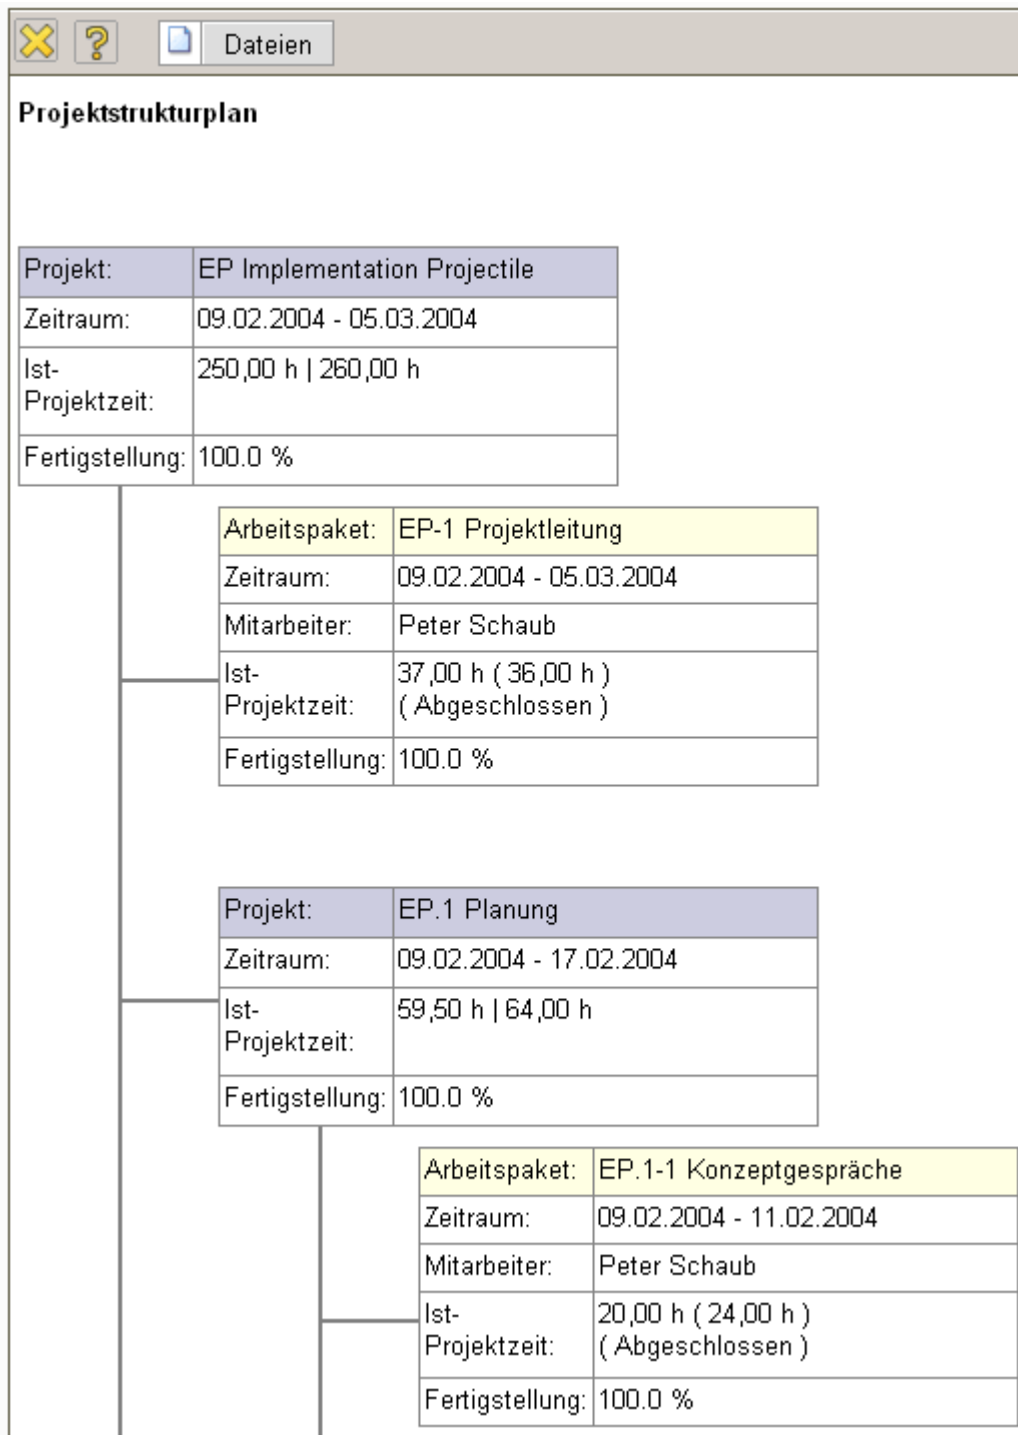 Dateien
Projektstrukturplan
Projekt: EP Implementation Projectile
Zeitraum: 09.02.2004 - 05.03.2004
Ist- 250,00 h | 260,00 h
Projektzeit:
Fertigstellung: 100.0 %
Arbeitspaket: EP-1 Projektleitung
Zeitraum: 09.02.2004 - 05.03.2004
Mitarbeiter: Peter Schaub
Ist- 37,00 h ( 36,00 h )
Projektzeit: ( Abgeschlossen )
Fertigstellung: 100.0 %
Projekt: EP.1 Planung
Zeitraum: 09.02.2004 - 17.02.2004
Ist- 59,50 h | 64,00 h
Projektzeit:
Fertigstellung: 100.0 %
Arbeitspaket: EP.1-1 Konzeptgespräche
Zeitraum: 09.02.2004 - 11.02.2004
Mitarbeiter: Peter Schaub
Ist- 20,00 h ( 24,00 h )
Projektzeit: ( Abgeschlossen )
Fertigstellung: 100.0 %